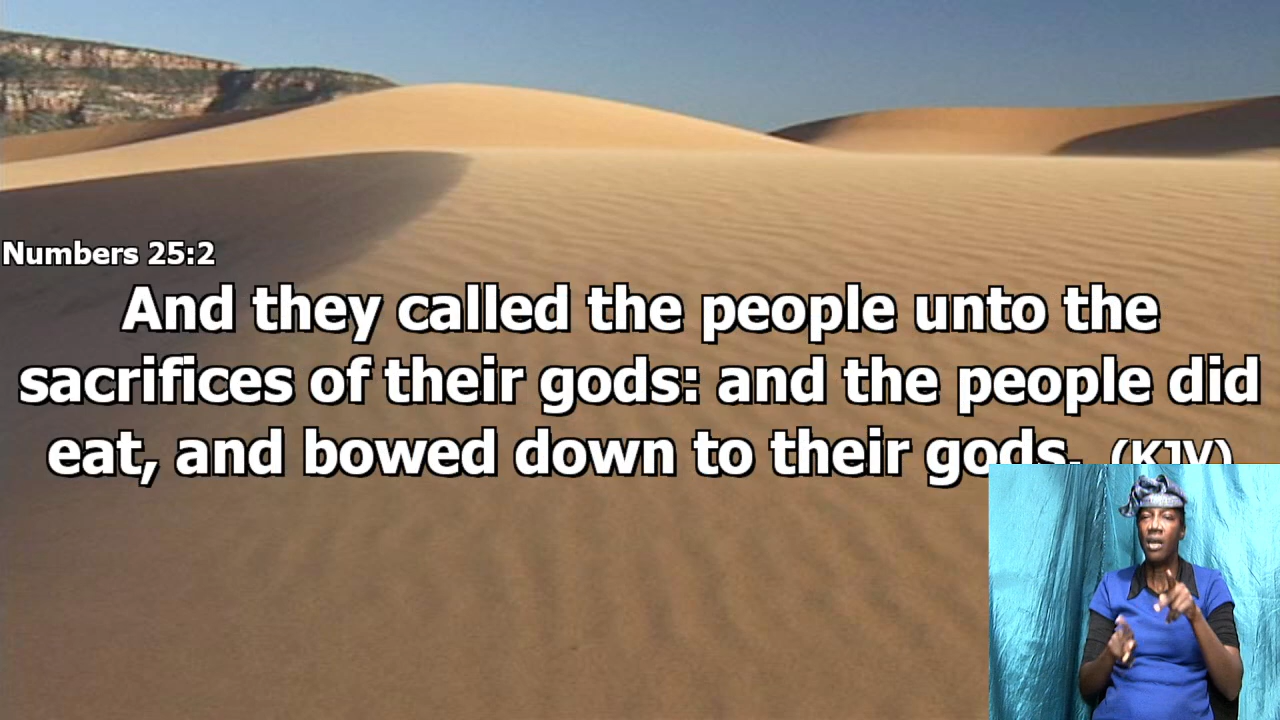 Numbers 25:2
And they called the people unto the
sacrifices of their gods: and the people did
eat, and bowed down to their gods. (KJV)